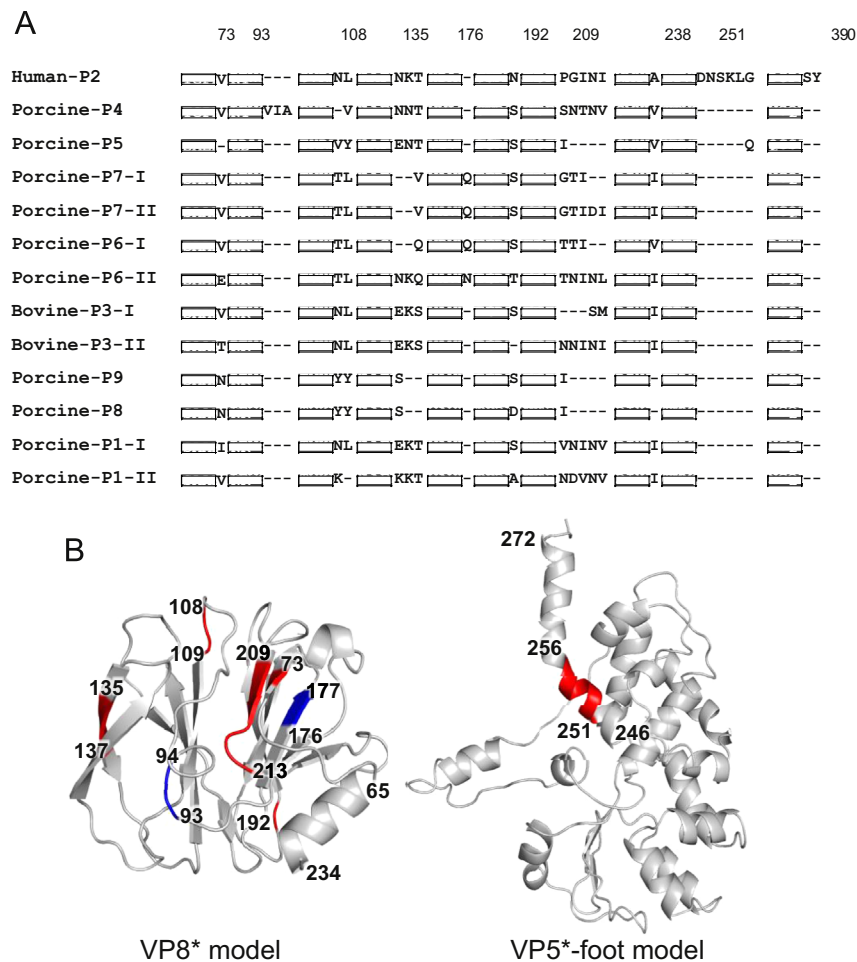 A
73 93 108 135 176 192 209 238 251 390
Human-P2 V --- NL NKT - N PGINI A DNSKLG SY
Porcine-P4 V VIA -V NNT - S SNTNV V ------ --
Porcine-P5 - --- VY ENT - S I---- V -----Q --
Porcine-P7-I V --- TL --V Q S GTI-- I ------ --
Porcine-P7-II V --- TL --V Q S GTIDI I ------ --
Porcine-P6-I V --- TL --Q Q S TTI-- V ------ --
Porcine-P6-II E --- TL NKQ N T TNINL I ------ --
Bovine-P3-I V --- NL EKS - S ---SM I ------ --
Bovine-P3-II T --- NL EKS - - NNINI I ------ --
Porcine-P9 N --- YY S-- - S I---- - ------ --
Porcine-P8 N --- YY S-- - D I---- - ------ --
Porcine-P1-I I --- NL EKT - S VNINV I ------ --
Porcine-P1-II V --- K- KKT - A NDVNV I ------ --
B
108
109
209
73
177
135
137
94
93
176
213
192
65
234
272
256
251
246
VP8* model
VP5*-foot model